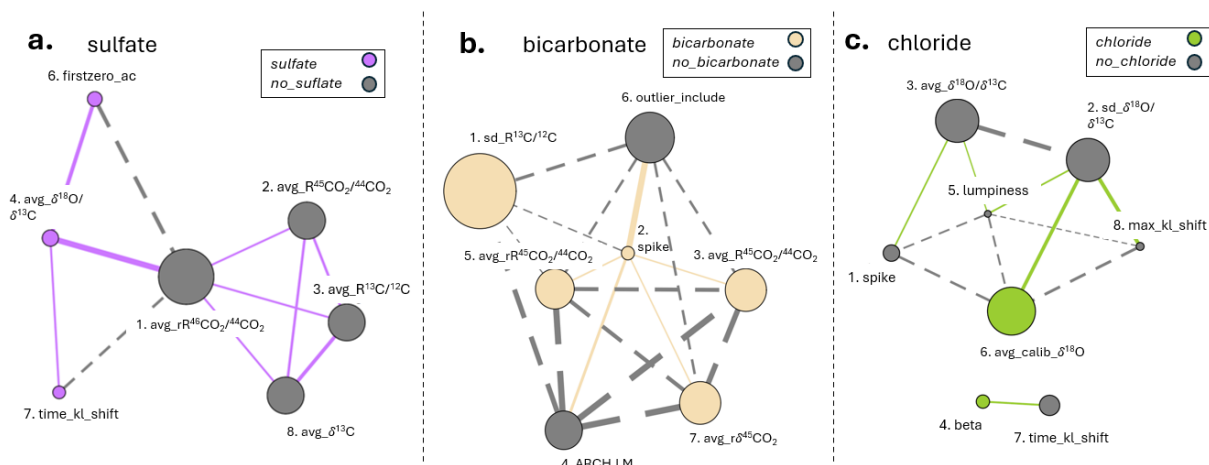 a. sulfate
sulfate
no_suflate
6. firstzero_ac
2. avg_R⁴⁵CO₂/⁴⁴CO₂
4. avg_δ¹⁸O/
δ¹³C
3. avg_R¹³C/¹²C
1. avg_rR⁴⁶CO₂/⁴⁴CO₂
7. time_kl_shift
8. avg_δ¹³C
b. bicarbonate
bicarbonate
no_bicarbonate
6. outlier_include
1. sd_R¹³C/¹²C
2.
spike
5. avg_rR⁴⁵CO₂/⁴⁴CO₂
3. avg_R⁴⁵CO₂/⁴⁴CO₂
7. avg_rδ⁴⁵CO₂
4. ARCH.LM
c. chloride
chloride
no_chloride
3. avg_δ¹⁸O/δ¹³C
2. sd_δ¹⁸O/
δ¹³C
5. lumpiness
8. max_kl_shift
1. spike
6. avg_calib_δ¹⁸O
4. beta
7. time_kl_shift